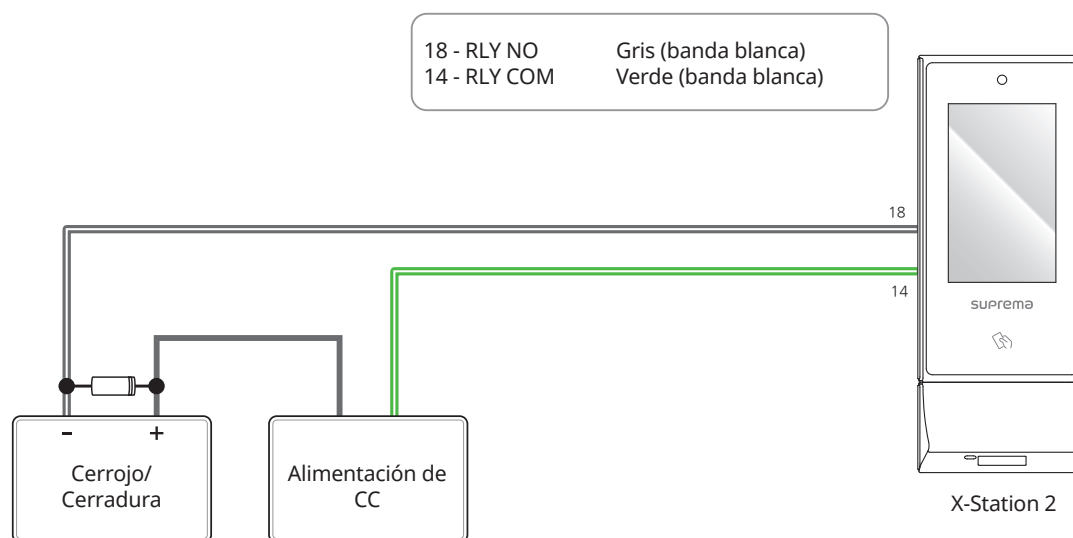 18 - RLY NO Gris (banda blanca)
14 - RLY COM Verde (banda blanca)
18
14
suprema
- +
Cerrojo/
Cerradura
Alimentación de
CC
X-Station 2